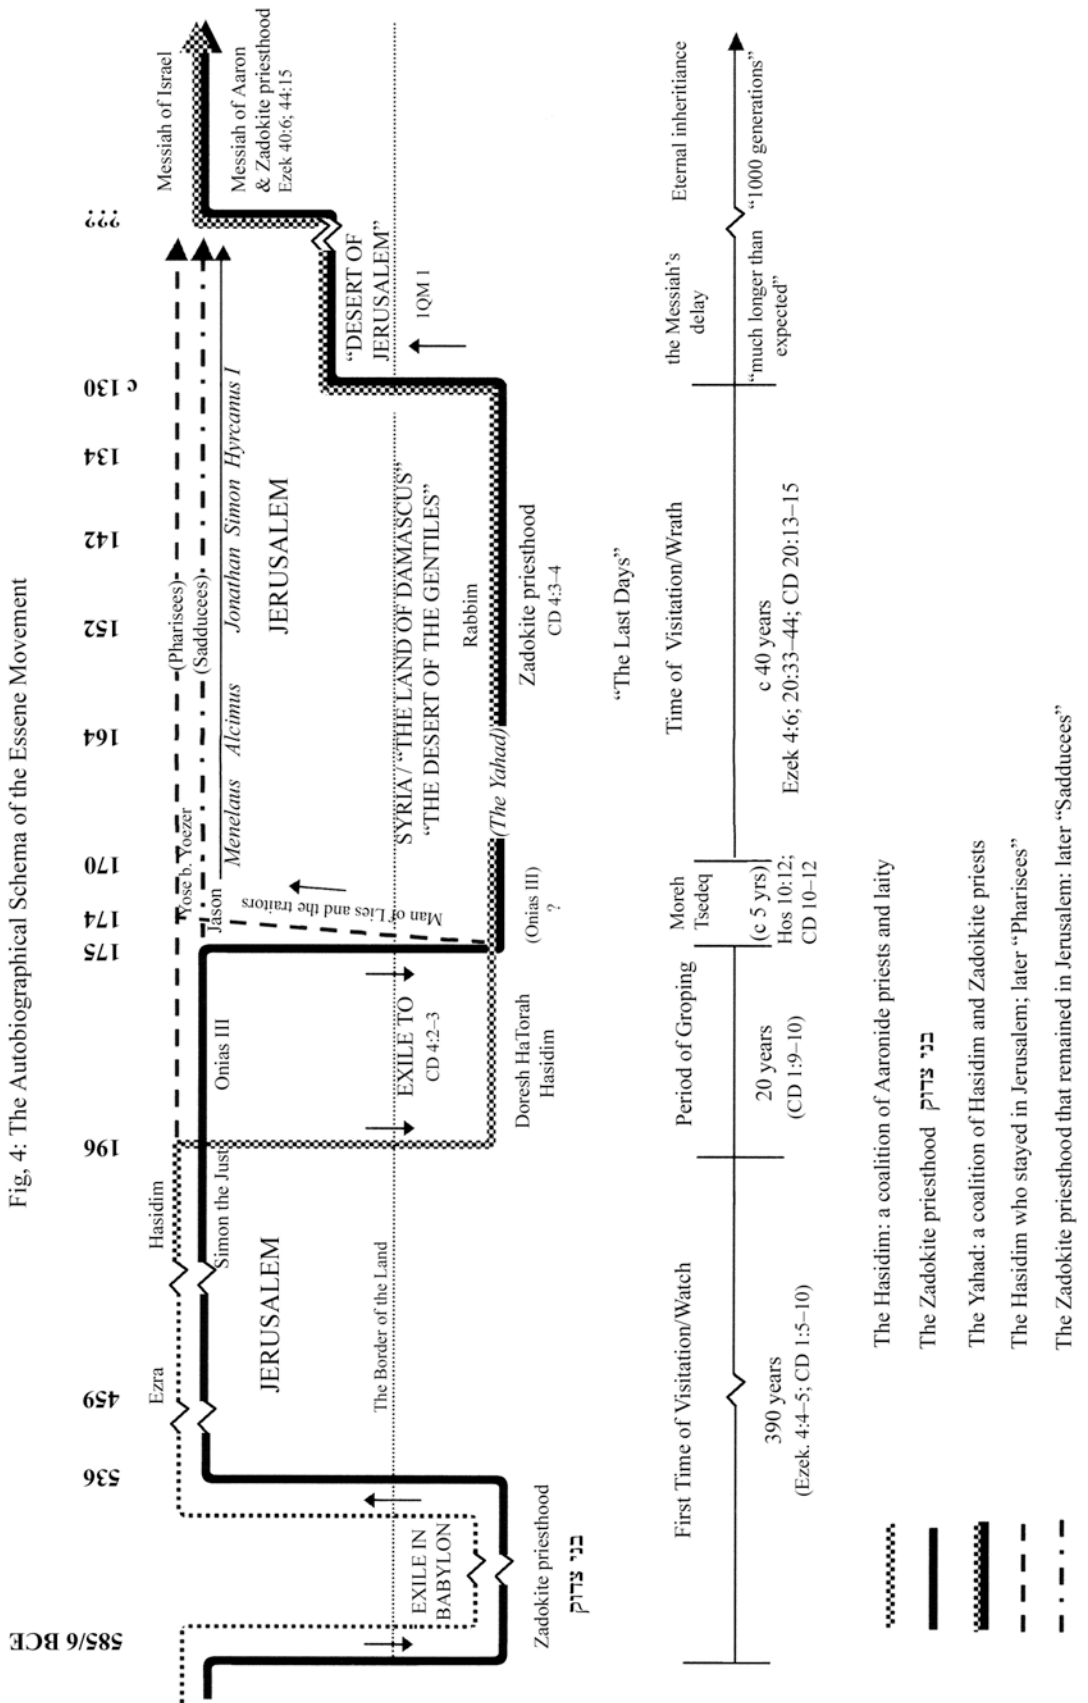 Fig, 4: The Autobiographical Schema of the Essene Movement
585/6 BCE
536
459
196
175
174
170
164
152
142
134
c 130
???
Ezra
Hasidim
Simon the Just
Onias III
Yose b. Yoezer
Jason
(Pharisees)
(Sadducees)
Menelaus
Alcimus
Jonathan
Simon
Hyrcanus I
Messiah of Israel
Messiah of Aaron
& Zadokite priesthood
Ezek 40:6; 44:15
JERUSALEM
JERUSALEM
"DESERT OF
JERUSALEM"
1QM 1
Man of Lies and the traitors
The Border of the Land
EXILE IN
BABYLON
EXILE TO
CD 4:2–3
SYRIA / "THE LAND OF DAMASCUS"
"THE DESERT OF THE GENTILES"
Zadokite priesthood
בני צדוק
Doresh HaTorah
Hasidim
(Onias III)
?
(The Yahad)
Rabbim
Zadokite priesthood
CD 4:3–4
"The Last Days"
First Time of Visitation/Watch
390 years
(Ezek. 4:4–5; CD 1:5–10)
Period of Groping
20 years
(CD 1:9–10)
Moreh
Tsedeq
(c 5 yrs)
Hos 10:12;
CD 10–12
Time of Visitation/Wrath
c 40 years
Ezek 4:6; 20:33–44; CD 20:13–15
the Messiah's
delay
"much longer than
expected"
Eternal inheritiance
"1000 generations"
The Hasidim: a coalition of Aaronide priests and laity
The Zadokite priesthood בני צדוק
The Yahad: a coalition of Hasidim and Zadoikite priests
The Hasidim who stayed in Jerusalem; later "Pharisees"
The Zadokite priesthood that remained in Jerusalem: later "Sadducees"